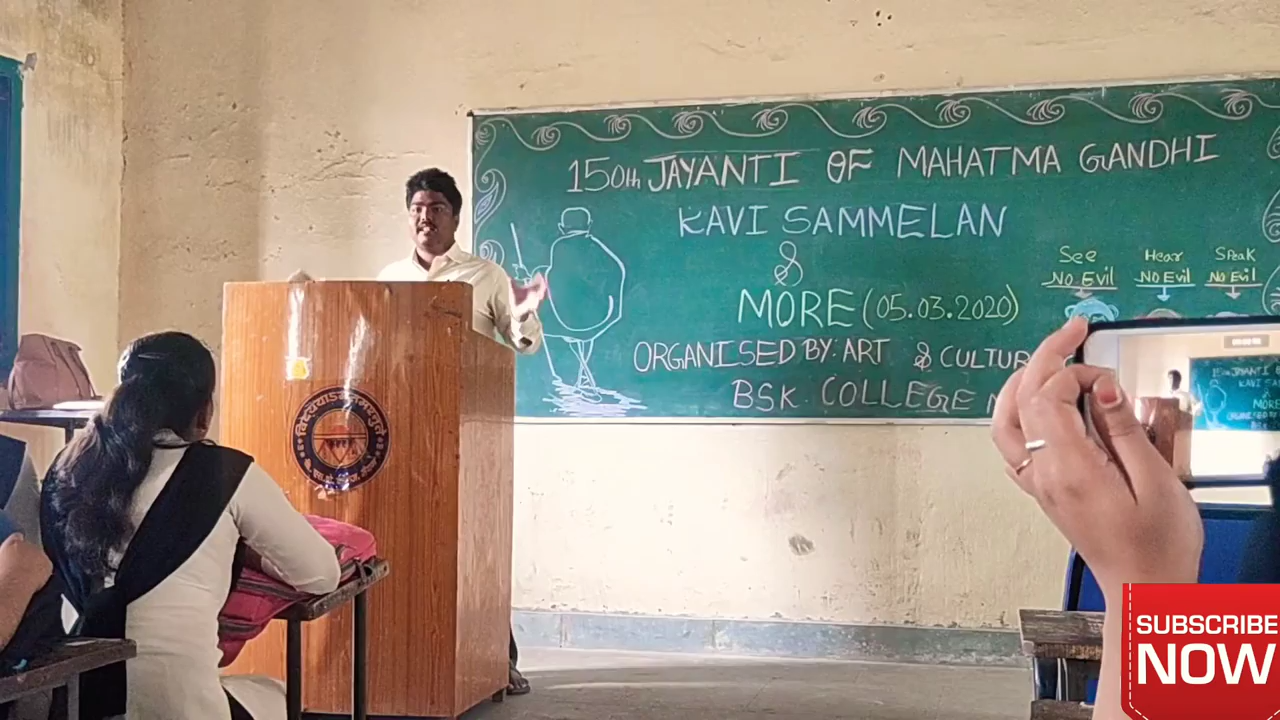 150th JAYANTI OF MAHATMA GANDHI
KAVI SAMMELAN
&
MORE (05.03.2020)
ORGANISED BY. ART & CULTUR
BSK COLLEGE
See
NO EVIL
Hear
NO EVIL
SPeaK
NO EVIL
SUBSCRIBE
NOW